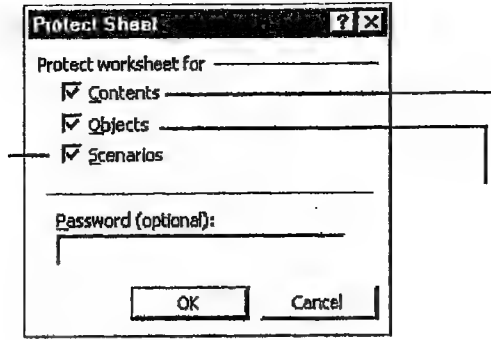 Protect Sheet
Protect worksheet for
Contents
Objects
Scenarios
Password (optional):
OK Cancel